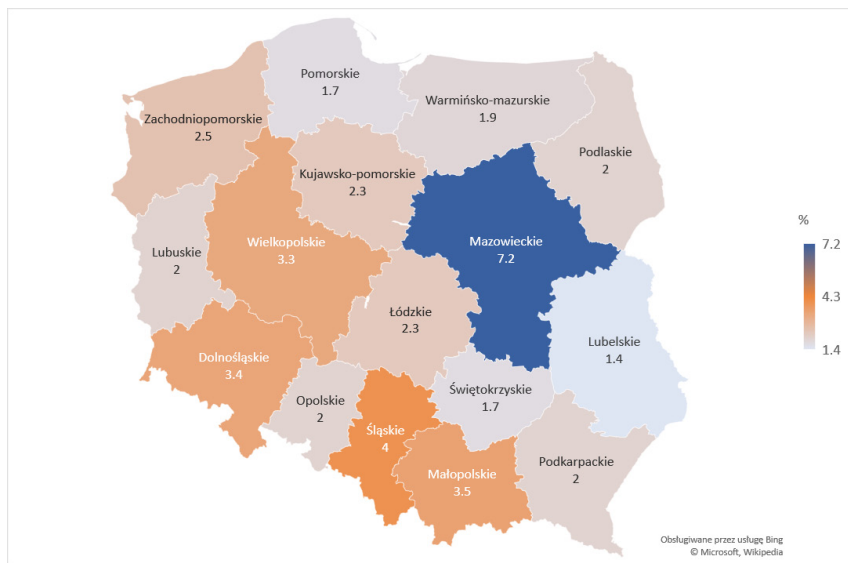 Pomorskie
1.7
Warmińsko-mazurskie
1.9
Zachodniopomorskie
2.5
Podlaskie
2
Kujawsko-pomorskie
2.3
%
Mazowieckie
7.2
7.2
Wielkopolskie
3.3
Lubuskie
2
4.3
Łódzkie
2.3
Lubelskie
1.4
1.4
Dolnośląskie
3.4
Świętokrzyskie
1.7
Opolskie
2
Śląskie
4
Podkarpackie
2
Małopolskie
3.5
Obsługiwane przez usługę Bing
© Microsoft, Wikipedia